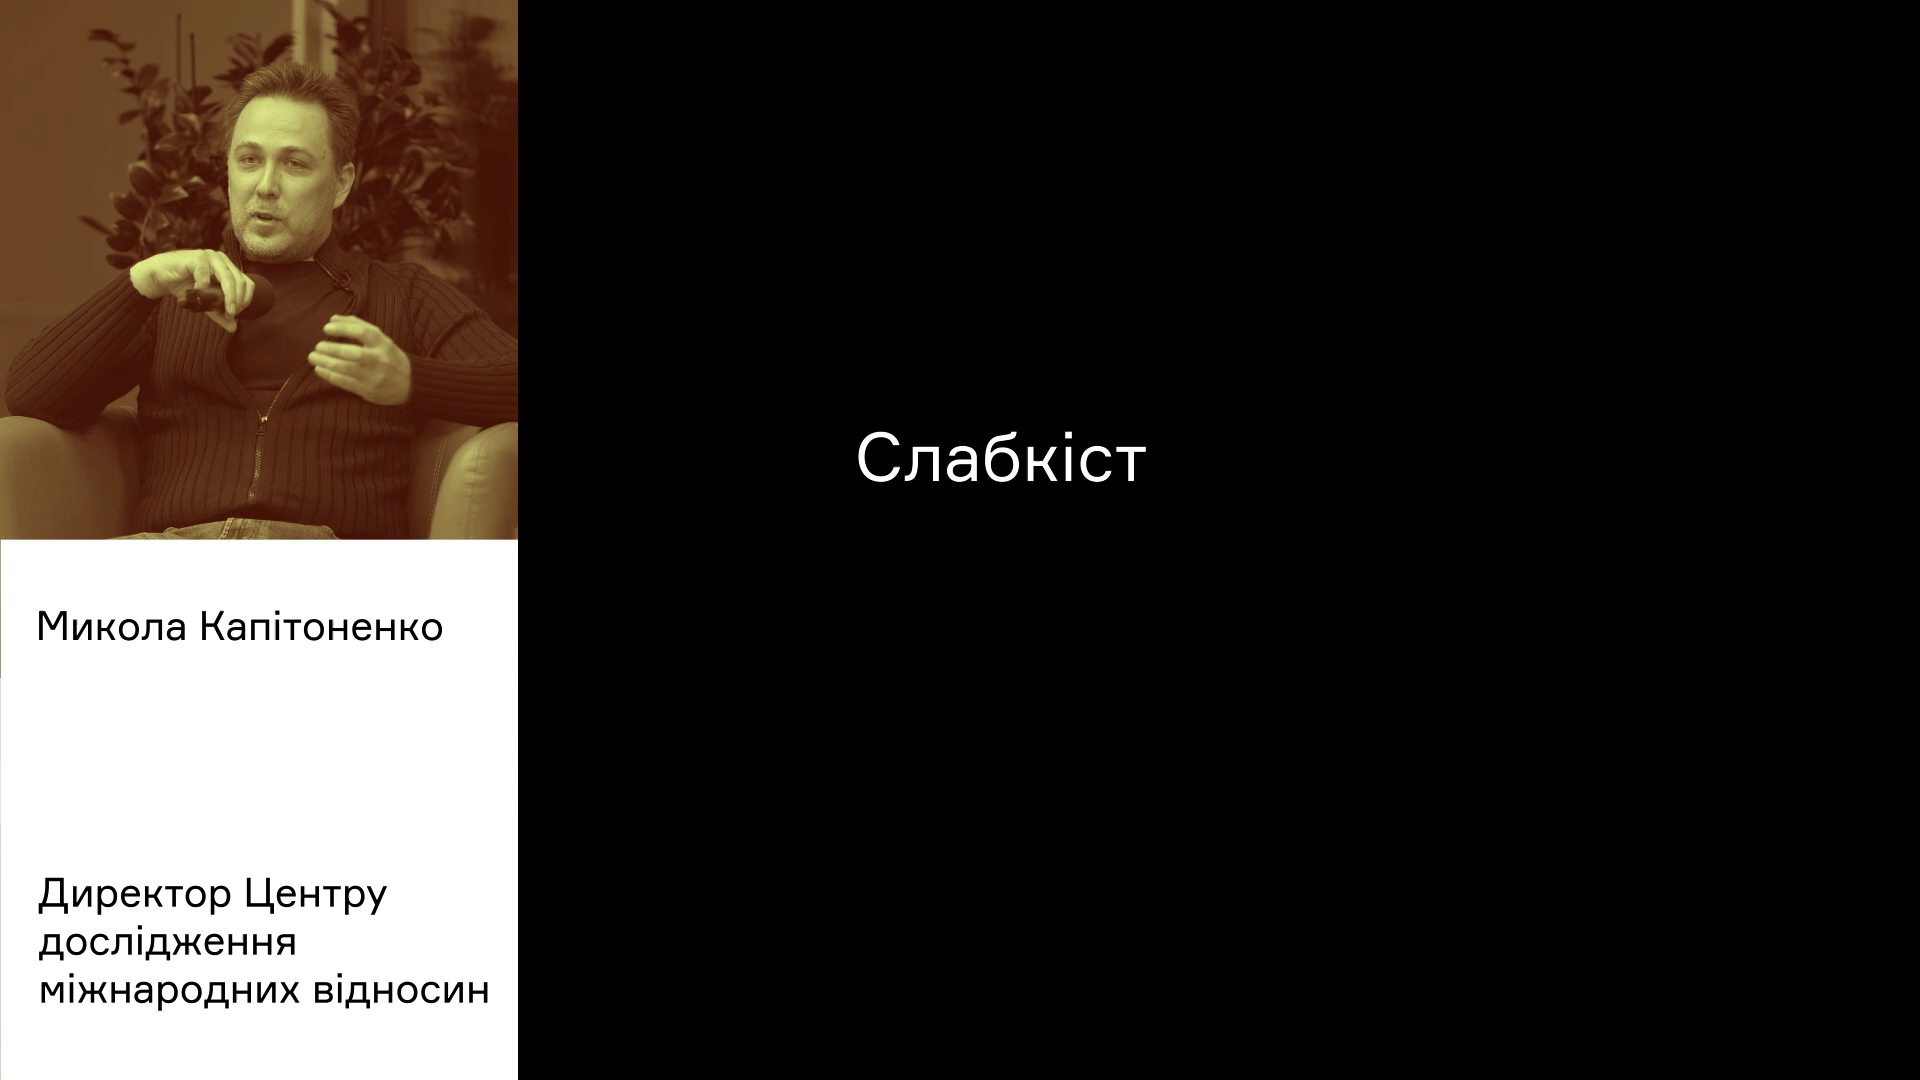 Слабкіст
Микола Капітоненко
Директор Центру
дослідження
міжнародних відносин